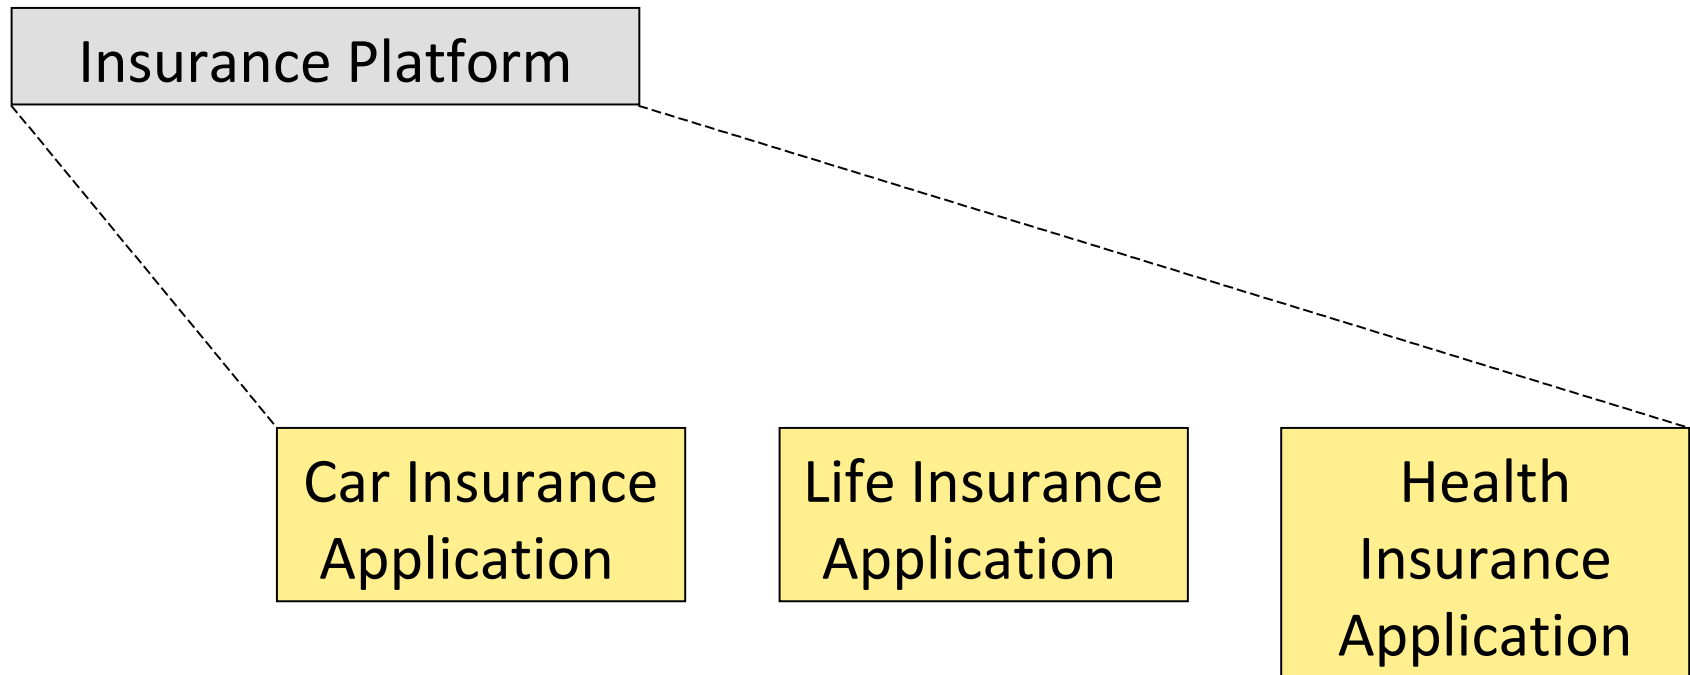 Insurance Platform
Car Insurance
Application
Life Insurance
Application
Health
Insurance
Application